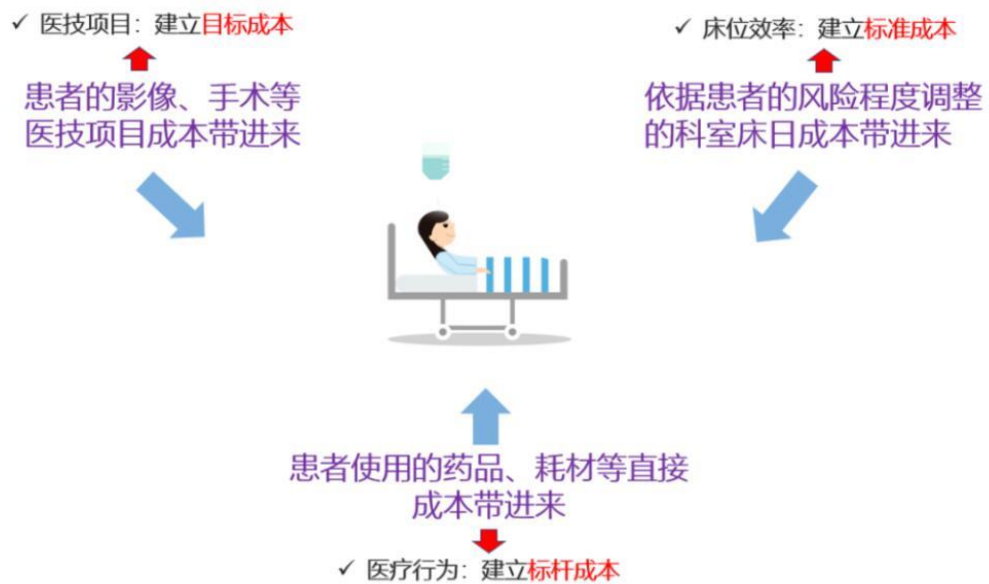 ✓ 医技项目：建立目标成本
患者的影像、手术等
医技项目成本带进来
✓ 床位效率：建立标准成本
依据患者的风险程度调整
的科室床日成本带进来
患者使用的药品、耗材等直接
成本带进来
✓ 医疗行为：建立标杆成本